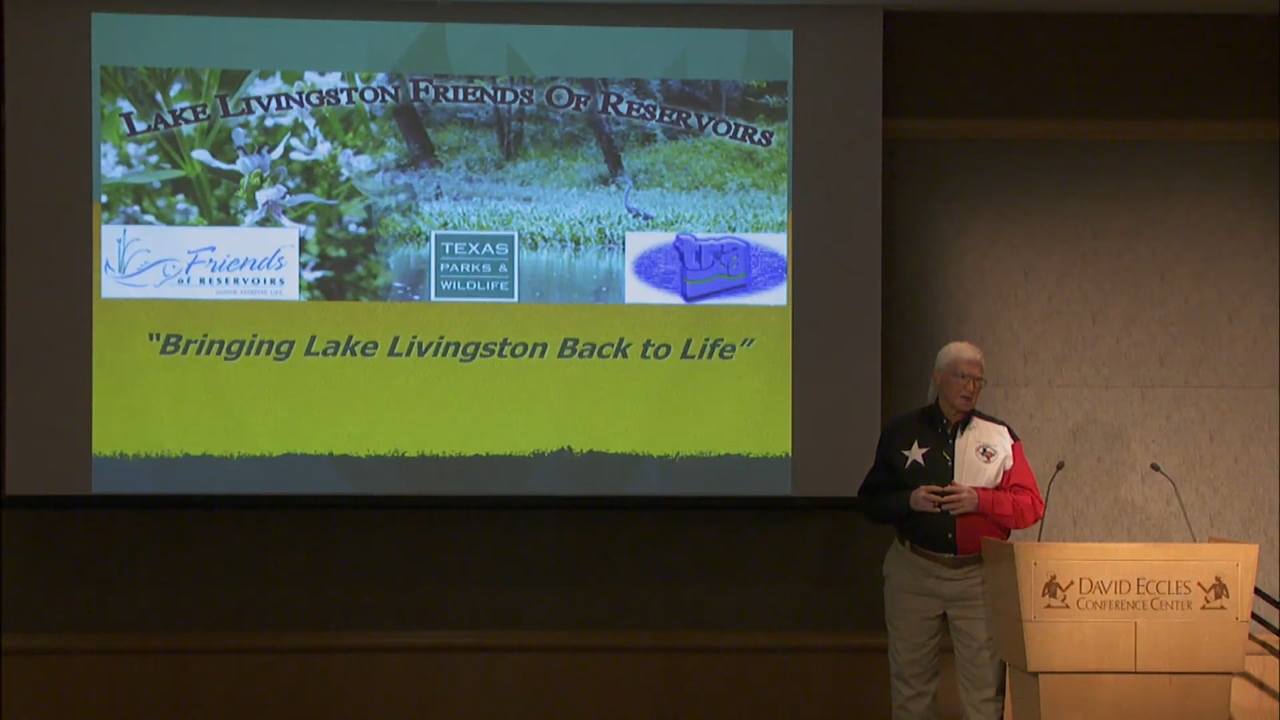 LAKE LIVINGSTON FRIENDS OF RESERVOIRS
Friends
OF RESERVOIRS
TEXAS
PARKS &
WILDLIFE
tra
“Bringing Lake Livingston Back to Life”
DAVID ECCLES
CONFERENCE CENTER